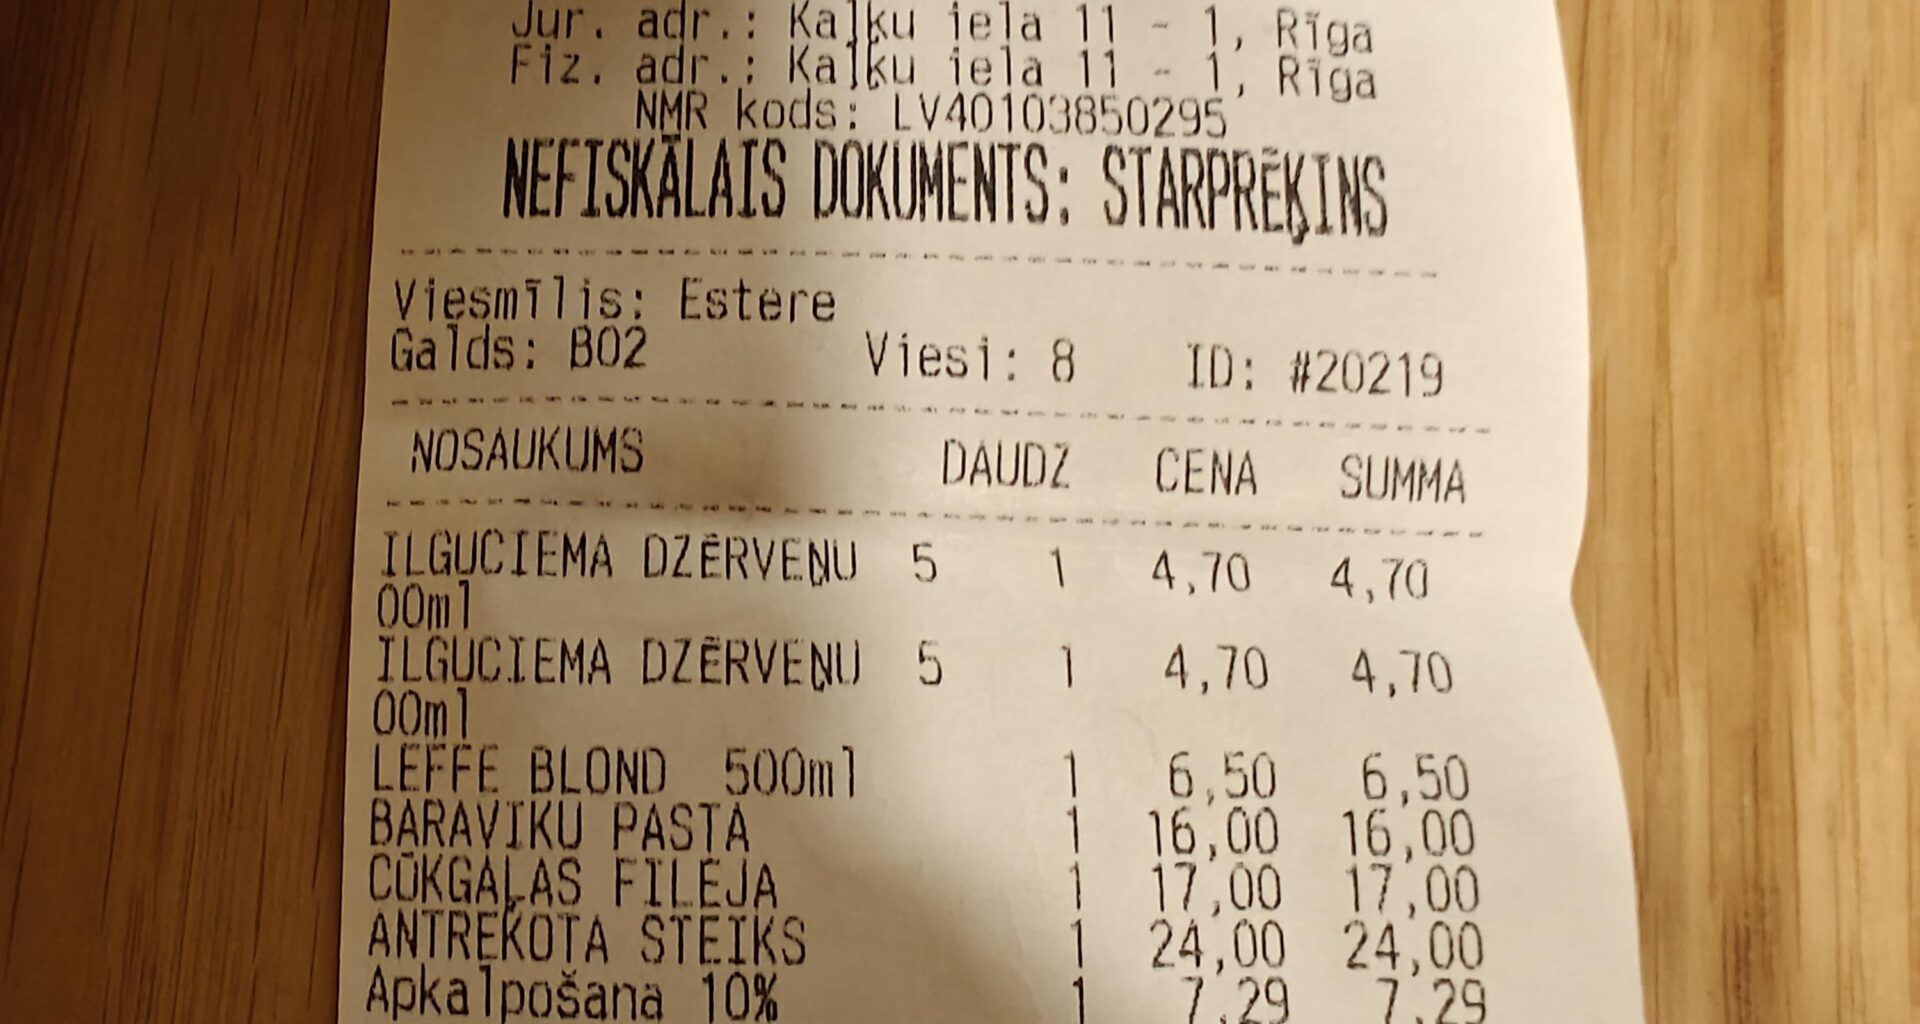 Jur. adr.: Kaļķu iela 11 - 1, Rīga
Fiz. adr.: Kaļķu iela 11 - 1, Rīga
NMR kods: LV40103850295
NEFISKĀLAIS DOKUMENTS: STARPRĒĶINS
Viesmīlis: Estere
Galds: B02 Viesi: 8 ID: #20219
NOSAUKUMS DAUDZ CENA SUMMA
ILGUCIEMA DZĒRVEŅU 5 1 4,70 4,70
00ml
ILGUCIEMA DZĒRVEŅU 5 1 4,70 4,70
00ml
LEFFE BLOND 500ml 1 6,50 6,50
BARAVIKU PASTA 1 16,00 16,00
CŪKGAĻAS FILEJA 1 17,00 17,00
ANTREKOTA STEIKS 1 24,00 24,00
Apkalpošana 10% 1 7,29 7,29